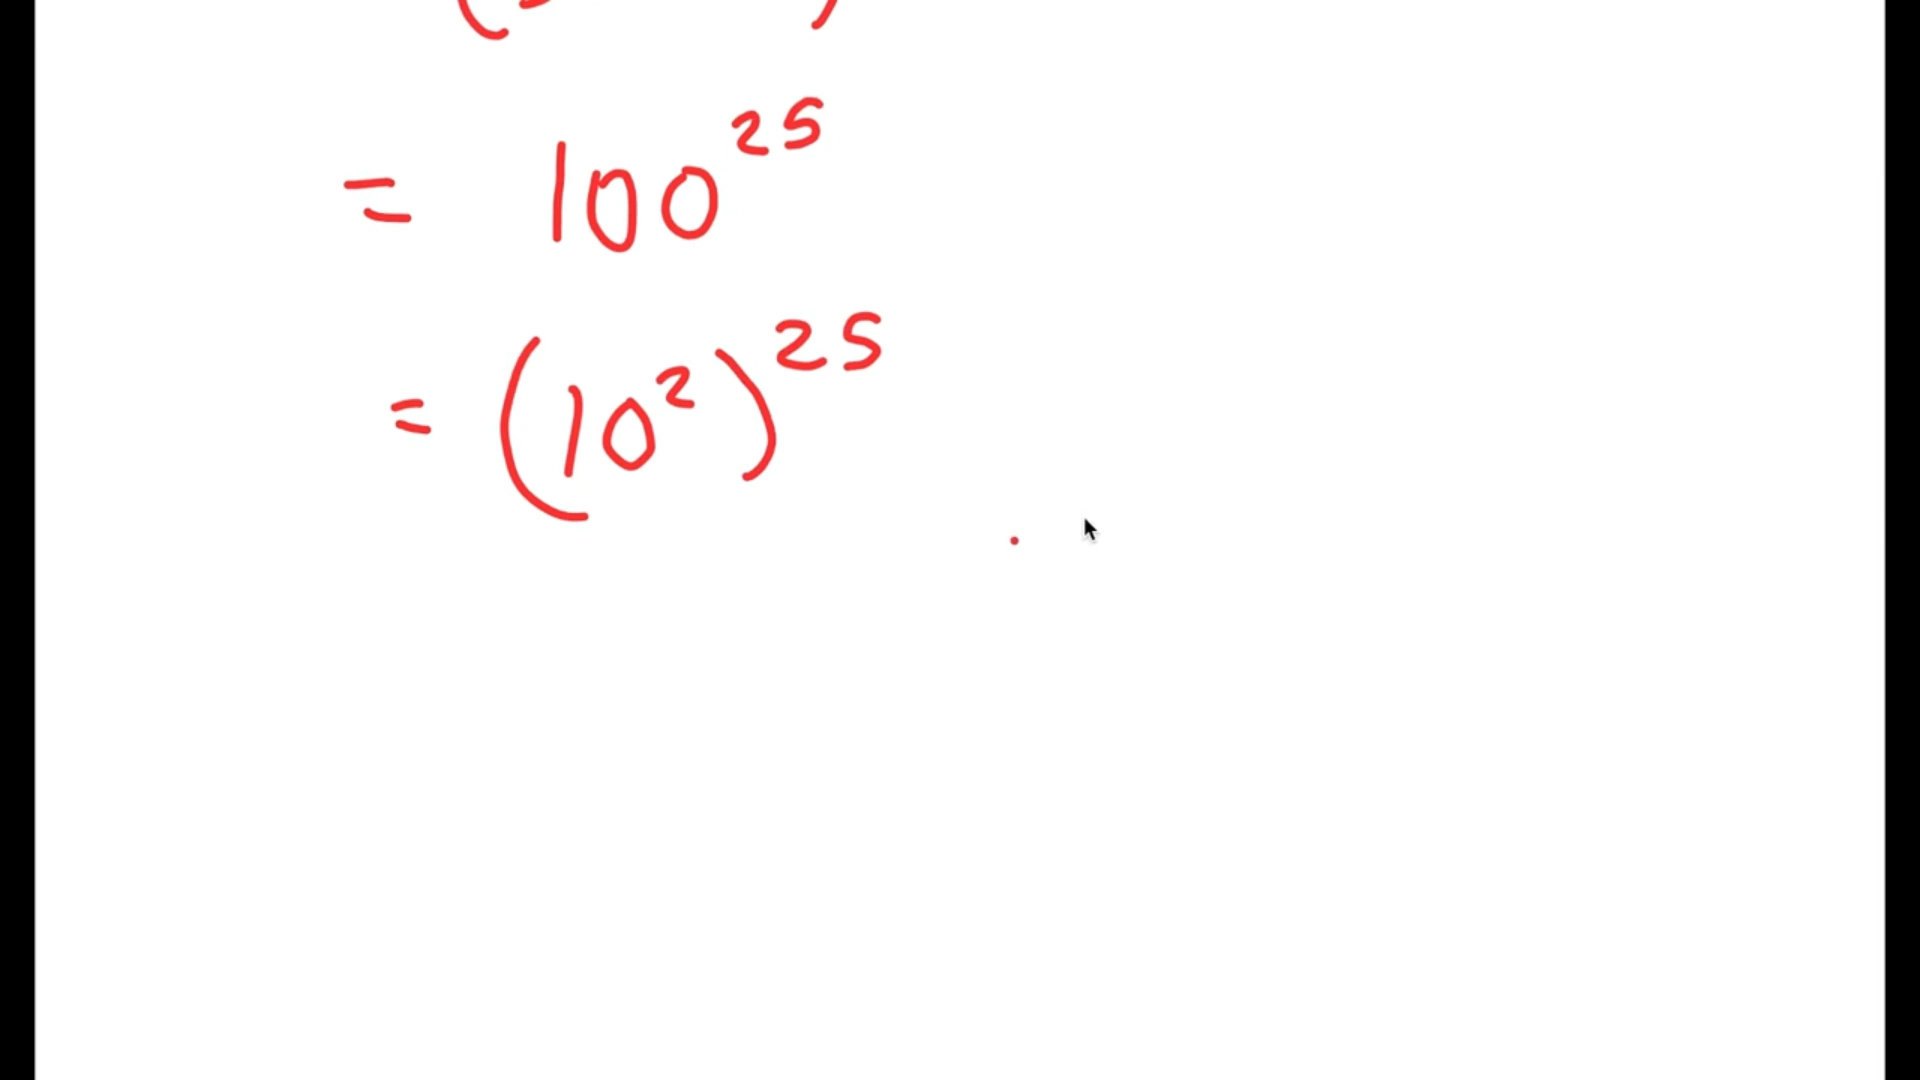 = 100^25
= (10^2)^25